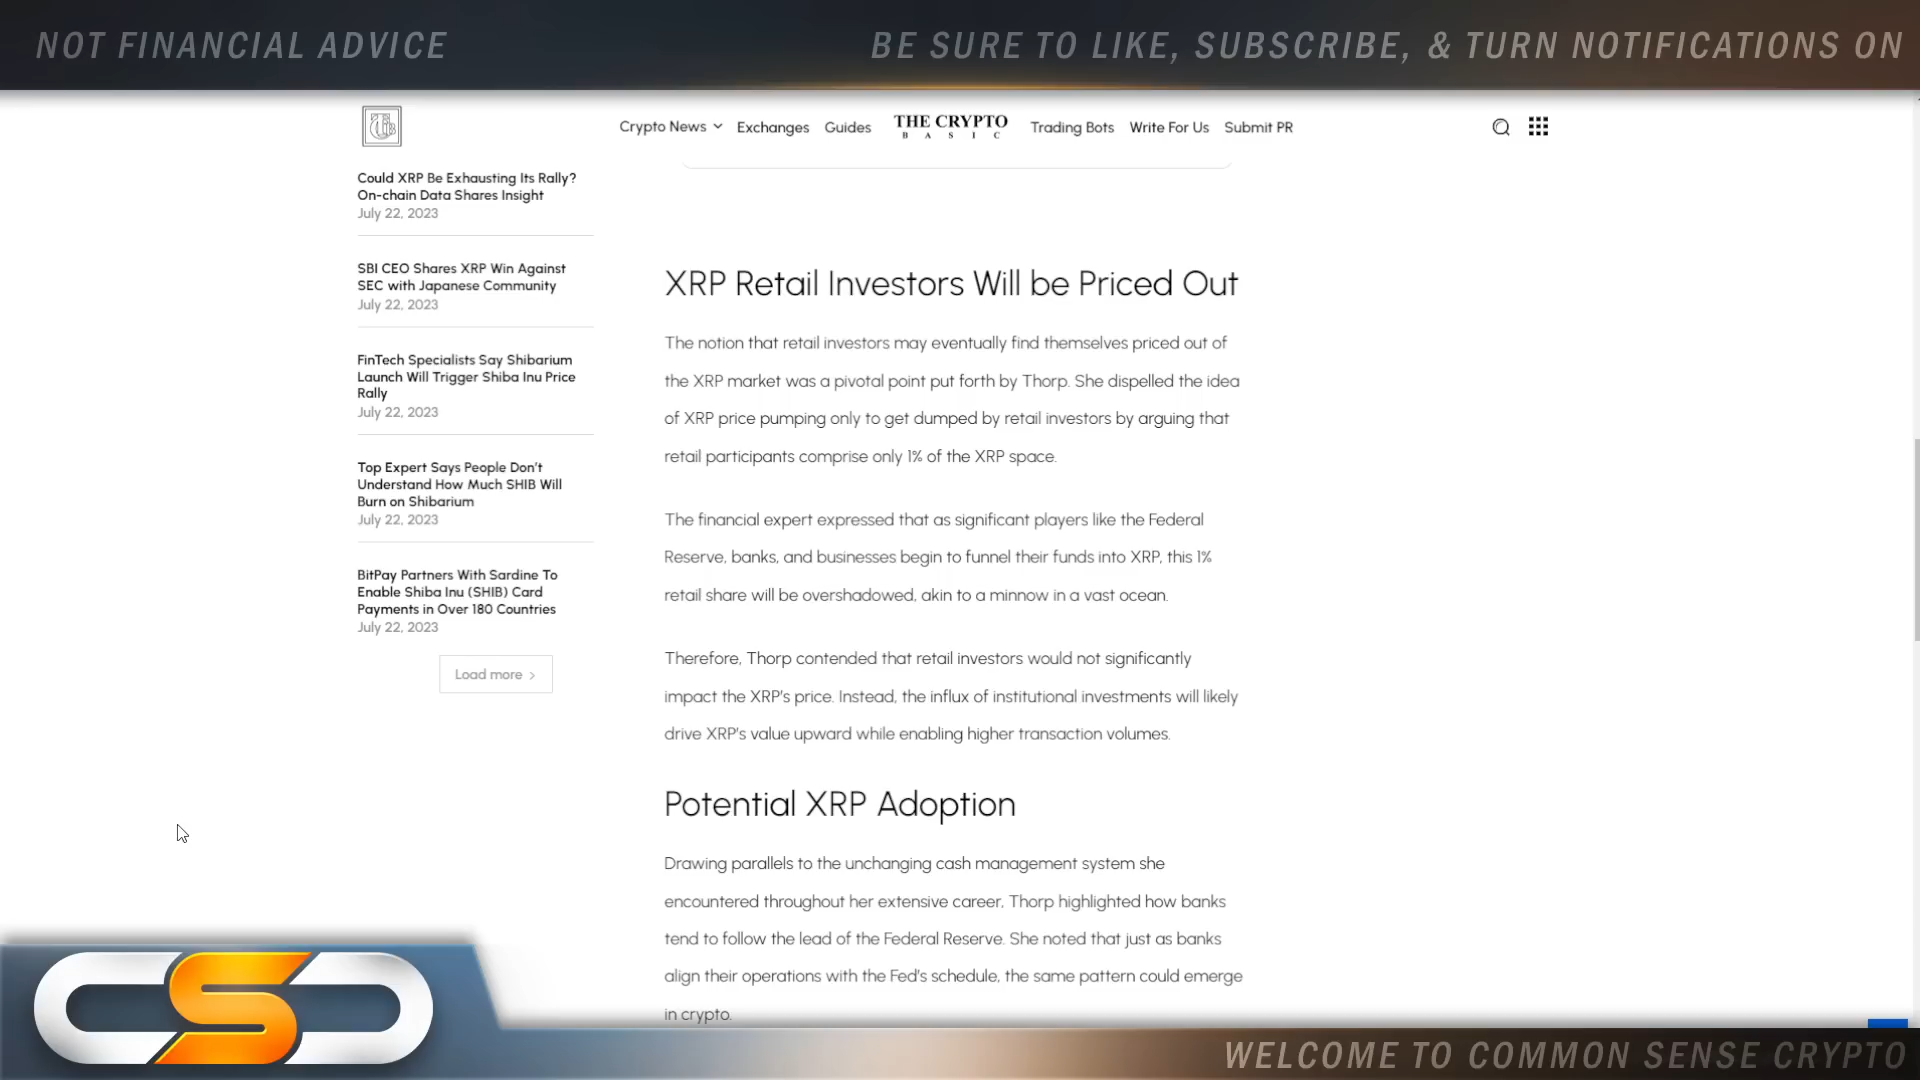 NOT FINANCIAL ADVICE
BE SURE TO LIKE, SUBSCRIBE, & TURN NOTIFICATIONS ON
Crypto News
Exchanges
Guides
THE CRYPTO
BASIC
Trading Bots
Write For Us
Submit PR
Could XRP Be Exhausting Its Rally?
On-chain Data Shares Insight
July 22, 2023
SBI CEO Shares XRP Win Against
SEC with Japanese Community
July 22, 2023
FinTech Specialists Say Shibarium
Launch Will Trigger Shiba Inu Price
Rally
July 22, 2023
Top Expert Says People Don't
Understand How Much SHIB Will
Burn on Shibarium
July 22, 2023
BitPay Partners With Sardine To
Enable Shiba Inu (SHIB) Card
Payments in Over 180 Countries
July 22, 2023
Load more
XRP Retail Investors Will be Priced Out
The notion that retail investors may eventually find themselves priced out of
the XRP market was a pivotal point put forth by Thorp. She dispelled the idea
of XRP price pumping only to get dumped by retail investors by arguing that
retail participants comprise only 1% of the XRP space.
The financial expert expressed that as significant players like the Federal
Reserve, banks, and businesses begin to funnel their funds into XRP, this 1%
retail share will be overshadowed, akin to a minnow in a vast ocean.
Therefore, Thorp contended that retail investors would not significantly
impact the XRP's price. Instead, the influx of institutional investments will likely
drive XRP's value upward while enabling higher transaction volumes.
Potential XRP Adoption
Drawing parallels to the unchanging cash management system she
encountered throughout her extensive career, Thorp highlighted how banks
tend to follow the lead of the Federal Reserve. She noted that just as banks
align their operations with the Fed's schedule, the same pattern could emerge
in crypto.
CSC
WELCOME TO COMMON SENSE CRYPTO